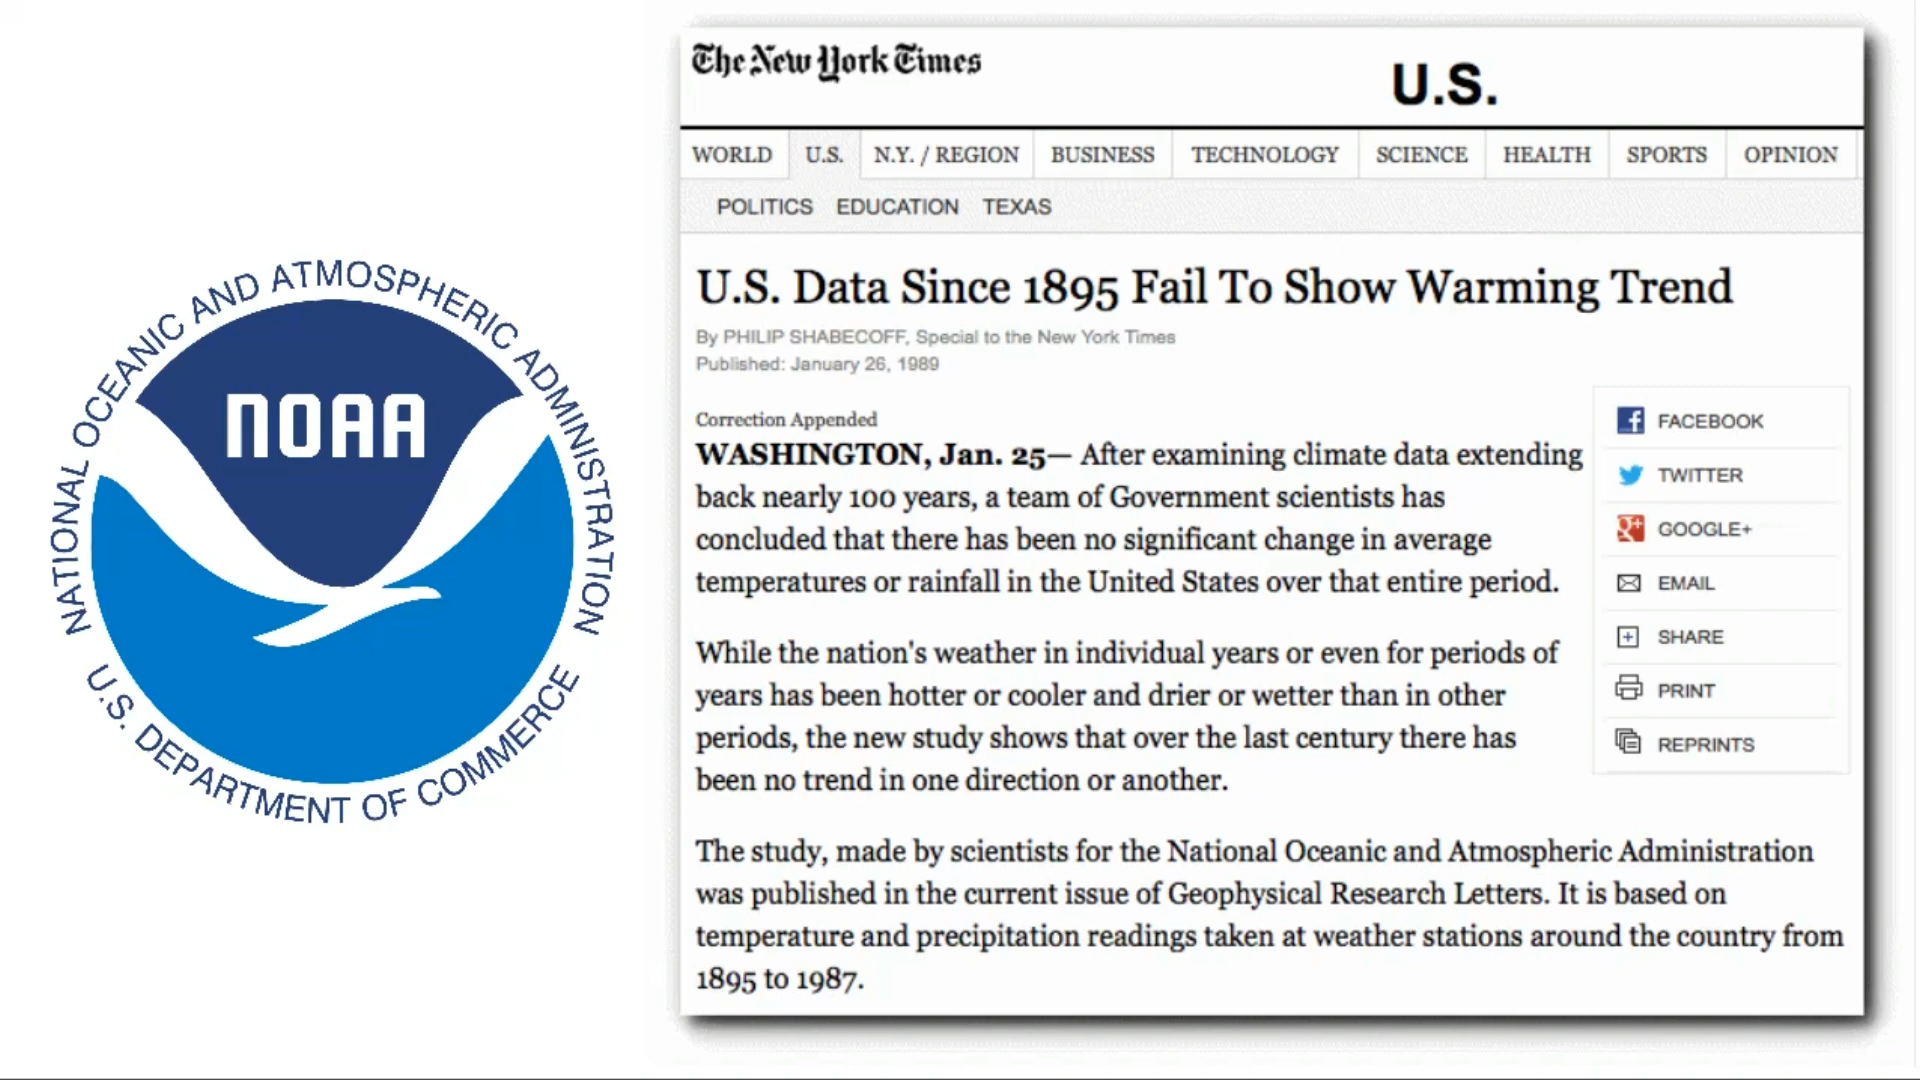 NATIONAL OCEANIC AND ATMOSPHERIC ADMINISTRATION
NOAA
U.S. DEPARTMENT OF COMMERCE
The New York Times
U.S.
WORLD U.S. N.Y. / REGION BUSINESS TECHNOLOGY SCIENCE HEALTH SPORTS OPINION
POLITICS EDUCATION TEXAS
U.S. Data Since 1895 Fail To Show Warming Trend
By PHILIP SHABECOFF, Special to the New York Times
Published: January 26, 1989
Correction Appended
WASHINGTON, Jan. 25— After examining climate data extending
back nearly 100 years, a team of Government scientists has
concluded that there has been no significant change in average
temperatures or rainfall in the United States over that entire period.
While the nation's weather in individual years or even for periods of
years has been hotter or cooler and drier or wetter than in other
periods, the new study shows that over the last century there has
been no trend in one direction or another.
The study, made by scientists for the National Oceanic and Atmospheric Administration
was published in the current issue of Geophysical Research Letters. It is based on
temperature and precipitation readings taken at weather stations around the country from
1895 to 1987.
FACEBOOK
TWITTER
GOOGLE+
EMAIL
SHARE
PRINT
REPRINTS